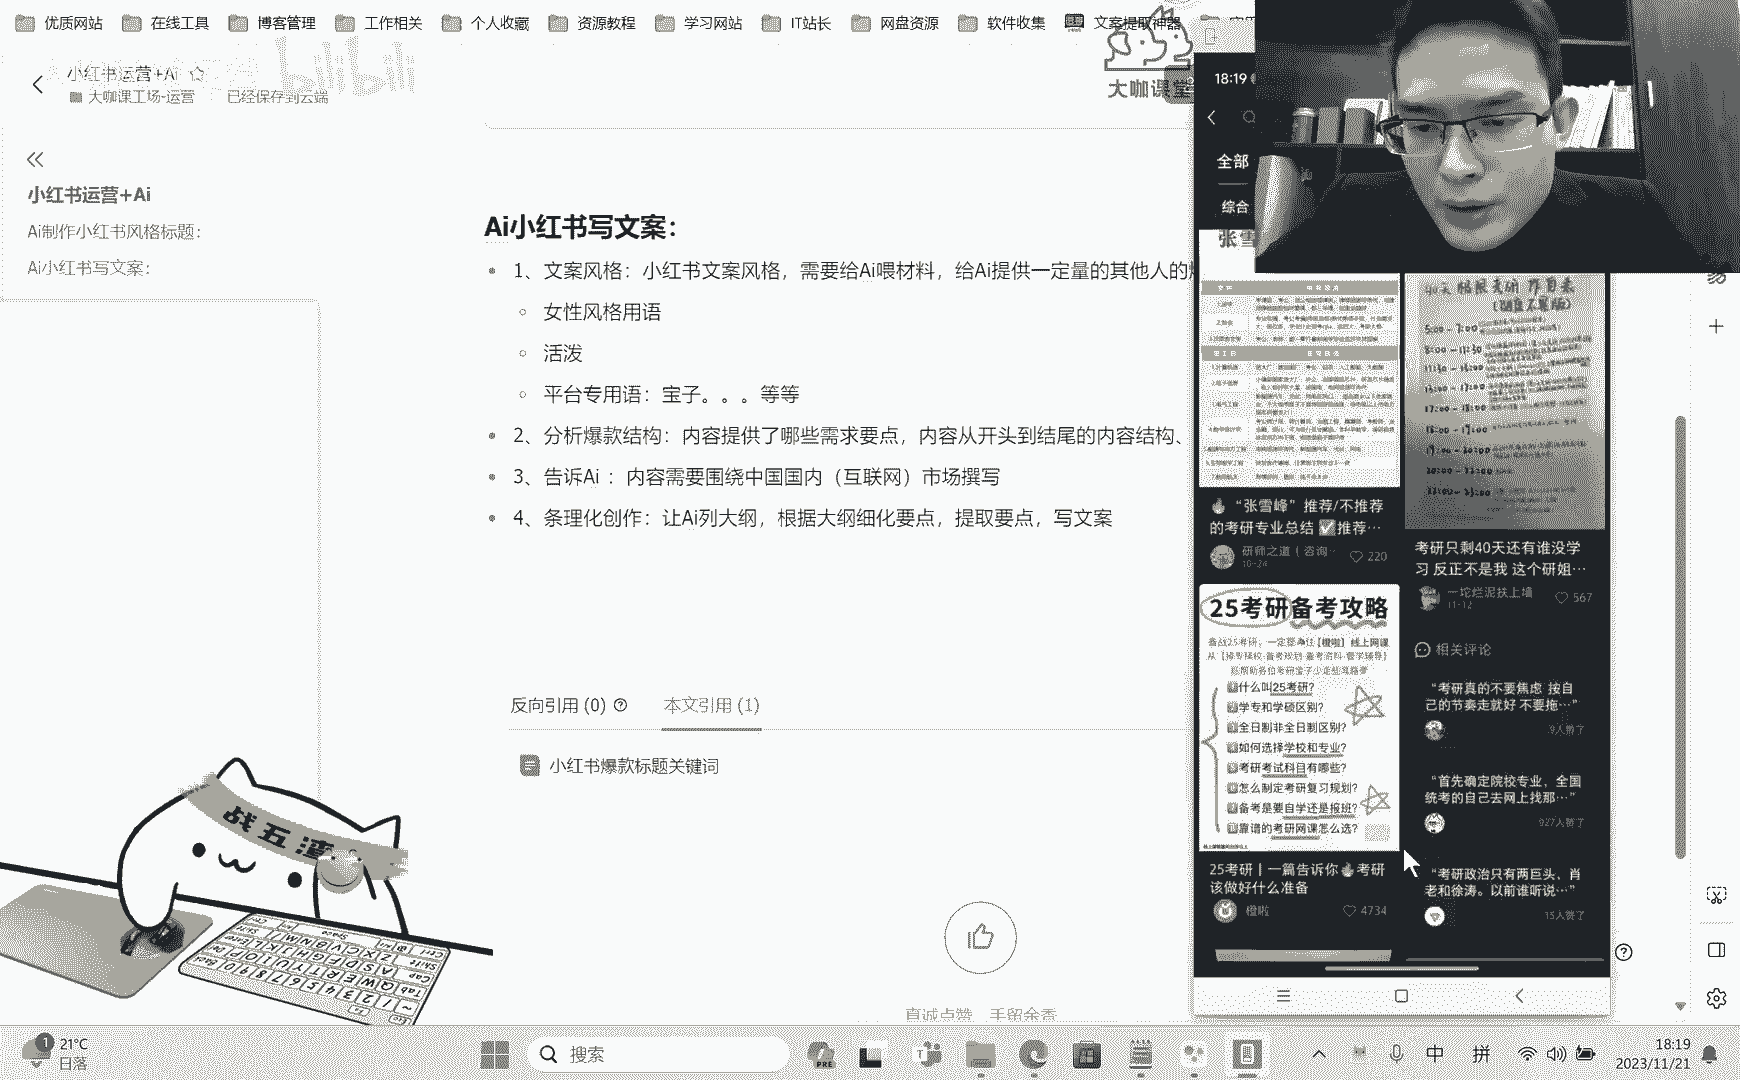 优质网站
在线工具
博客管理
工作相关
个人收藏
资源教程
学习网站
IT站长
网盘资源
软件收集
文案提取神器
小红书运营+Ai
大咖课工场-运营
已经保存到云端
bilibili
大咖课堂
小红书运营+Ai
Ai制作小红书风格标题：
Ai小红书写文案：
Ai小红书写文案：
1、文案风格：小红书文案风格，需要给Ai喂材料，给Ai提供一定量的其他人的
女性风格用语
活泼
平台专用语：宝子。。。等等
2、分析爆款结构：内容提供了哪些需求要点，内容从开头到结尾的内容结构、
3、告诉Ai ：内容需要围绕中国国内（互联网）市场撰写
4、条理化创作：让Ai列大纲，根据大纲细化要点，提取要点，写文案
反向引用 (0)
本文引用 (1)
小红书爆款标题关键词
真诚点赞，手留余香
战五渣
18:19
全部
综合
张雪
“张雪峰”推荐/不推荐
的考研专业总结 ✅推荐…
研师之道（咨询…
10-24
220
考研只剩40天还有谁没学
习 反正不是我 这个研姐…
一坨烂泥扶上墙
11-12
567
25考研备考攻略
什么叫25考研?
学专和学硕区别?
全日制非全日制区别?
如何选择学校和专业?
考研考试科目有哪些?
怎么制定考研复习规划?
备考是要自学还是报班?
靠谱的考研网课怎么选?
25考研丨一篇告诉你🔥考研
该做好什么准备
橙啦
4734
相关评论
“考研真的不要焦虑 按自
己的节奏走就好 不要拖…”
9人赞了
“首先确定院校专业，全国
统考的自己去网上找那…”
927人赞了
“考研政治只有两巨头、肖
老和徐涛。以前谁听说…”
15人赞了
1
21°C
日落
搜索
中
拼
18:19
2023/11/21